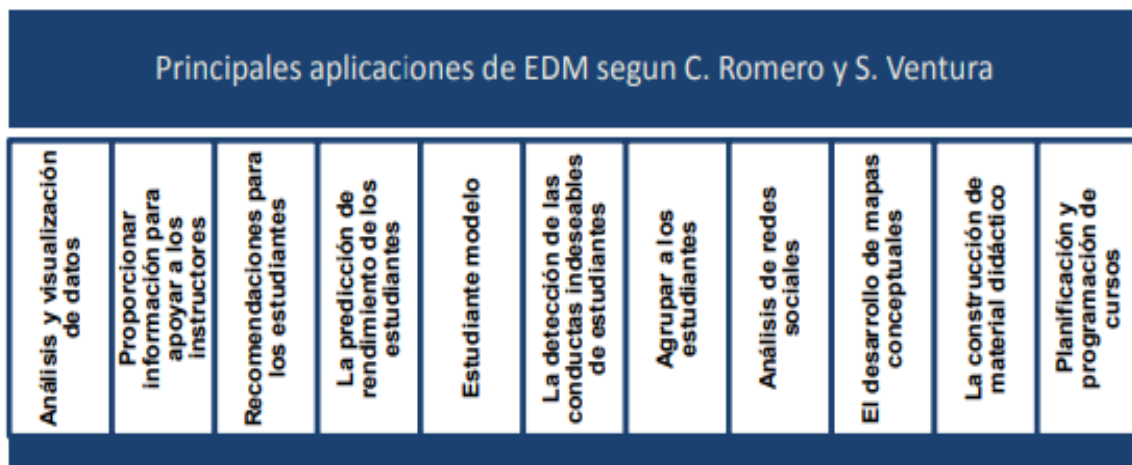 Principales aplicaciones de EDM segun C. Romero y S. Ventura
Análisis y visualización
de datos
Proporcionar
información para
apoyar a los
instructores
Recomendaciones para
los estudiantes
La predicción de
rendimiento de los
estudiantes
Estudiante modelo
La detección de las
conductas indeseables
de estudiantes
Agrupar a los
estudiantes
Análisis de redes
sociales
El desarrollo de mapas
conceptuales
La construcción de
material didáctico
Planificación y
programación de
cursos